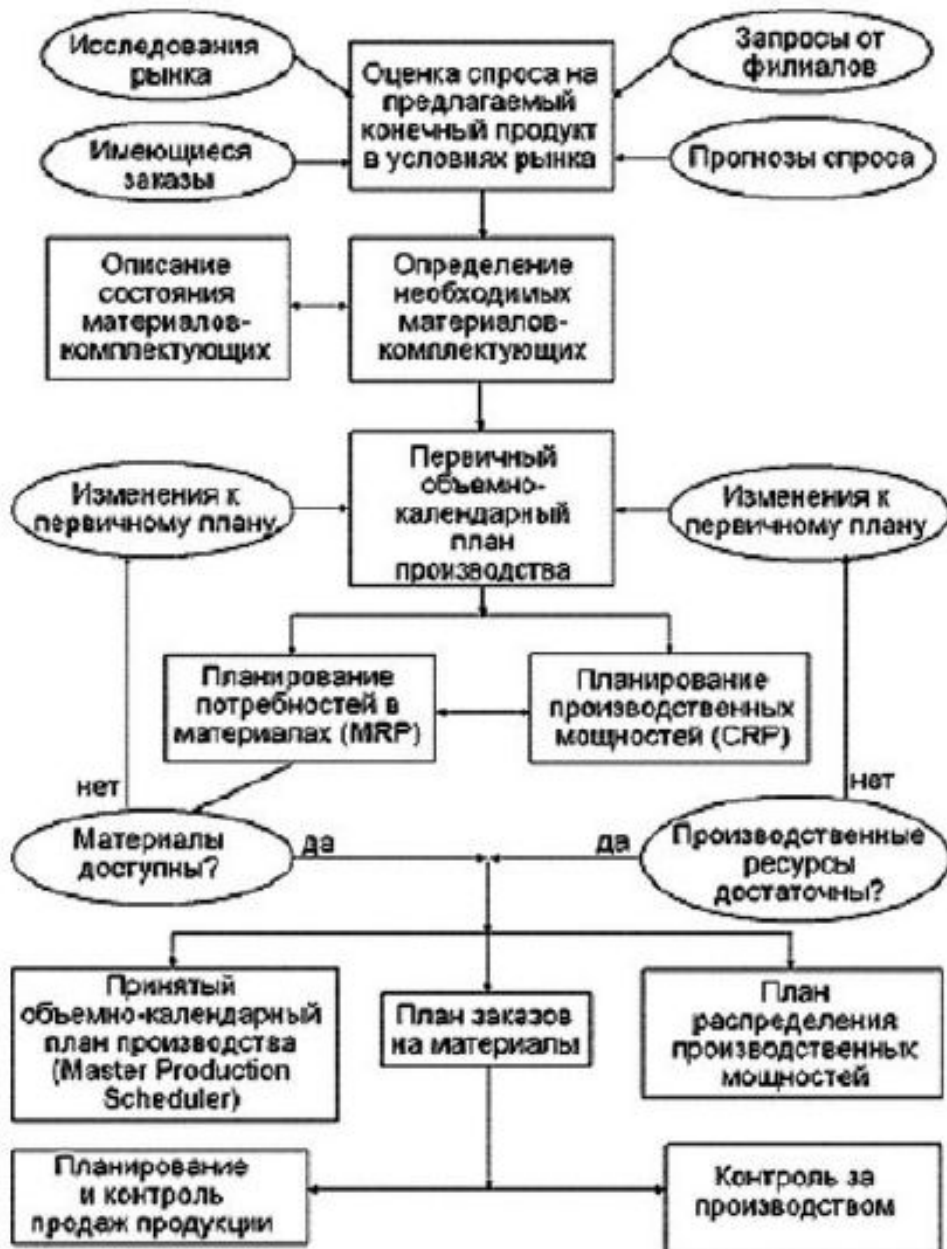 Исследования
рынка
Оценка спроса на
предлагаемый
конечный продукт
в условиях рынка
Запросы от
филиалов
Имеющиеся
заказы
Прогнозы спроса
Описание
состояния
материалов-
комплектующих
Определение
необходимых
материалов-
комплектующих
Первичный
объемно-
календарный
план
производства
Изменения к
первичному плану
Изменения к
первичному плану
Планирование
потребностей в
материалах (MRP)
Планирование
производственных
мощностей (CRP)
нет
нет
Материалы
доступны?
да
да
Производственные
ресурсы
достаточны?
Принятый
объемно-календарный
план производства
(Master Production
Scheduler)
План заказов
на материалы
План
распределения
производственных
мощностей
Планирование
и контроль
продаж продукции
Контроль за
производством